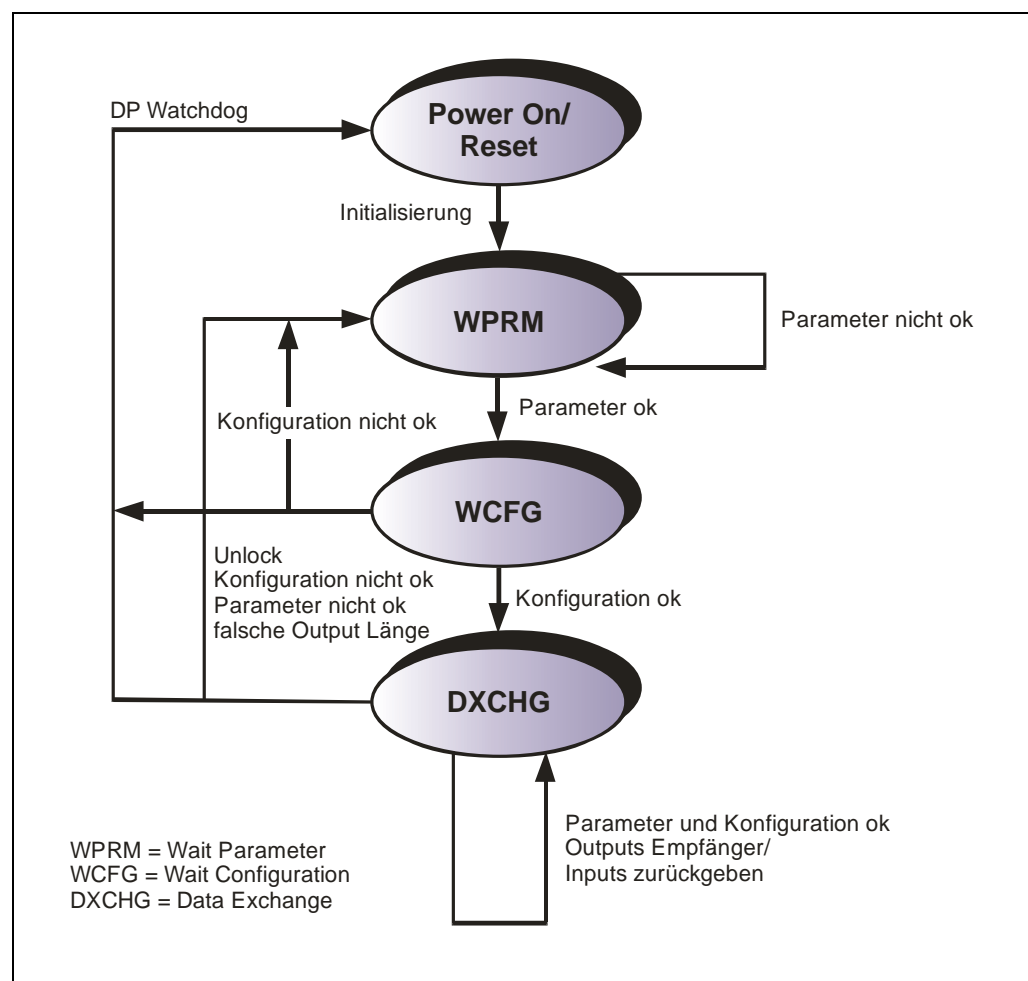 DP Watchdog
Power On/
Reset
Initialisierung
WPRM
Parameter nicht ok
Parameter ok
Konfiguration nicht ok
WCFG
Unlock
Konfiguration nicht ok
Parameter nicht ok
falsche Output Länge
Konfiguration ok
DXCHG
Parameter und Konfiguration ok
Outputs Empfänger/
Inputs zurückgeben
WPRM = Wait Parameter
WCFG = Wait Configuration
DXCHG = Data Exchange